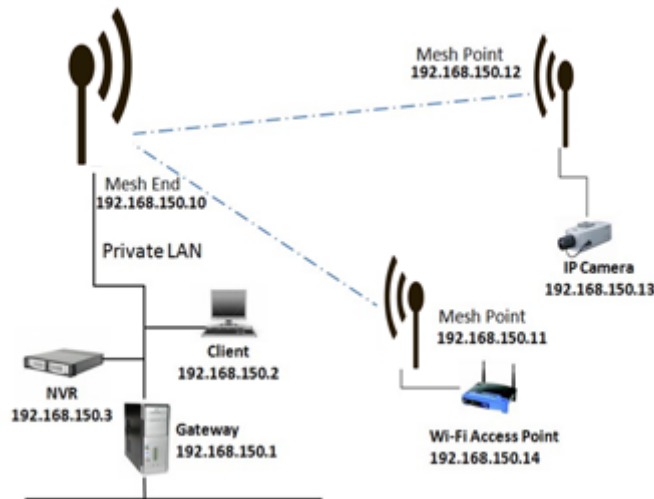 Mesh Point
192.168.150.12
Mesh End
192.168.150.10
Private LAN
IP Camera
192.168.150.13
Mesh Point
192.168.150.11
Client
192.168.150.2
NVR
192.168.150.3
Gateway
192.168.150.1
Wi-Fi Access Point
192.168.150.14